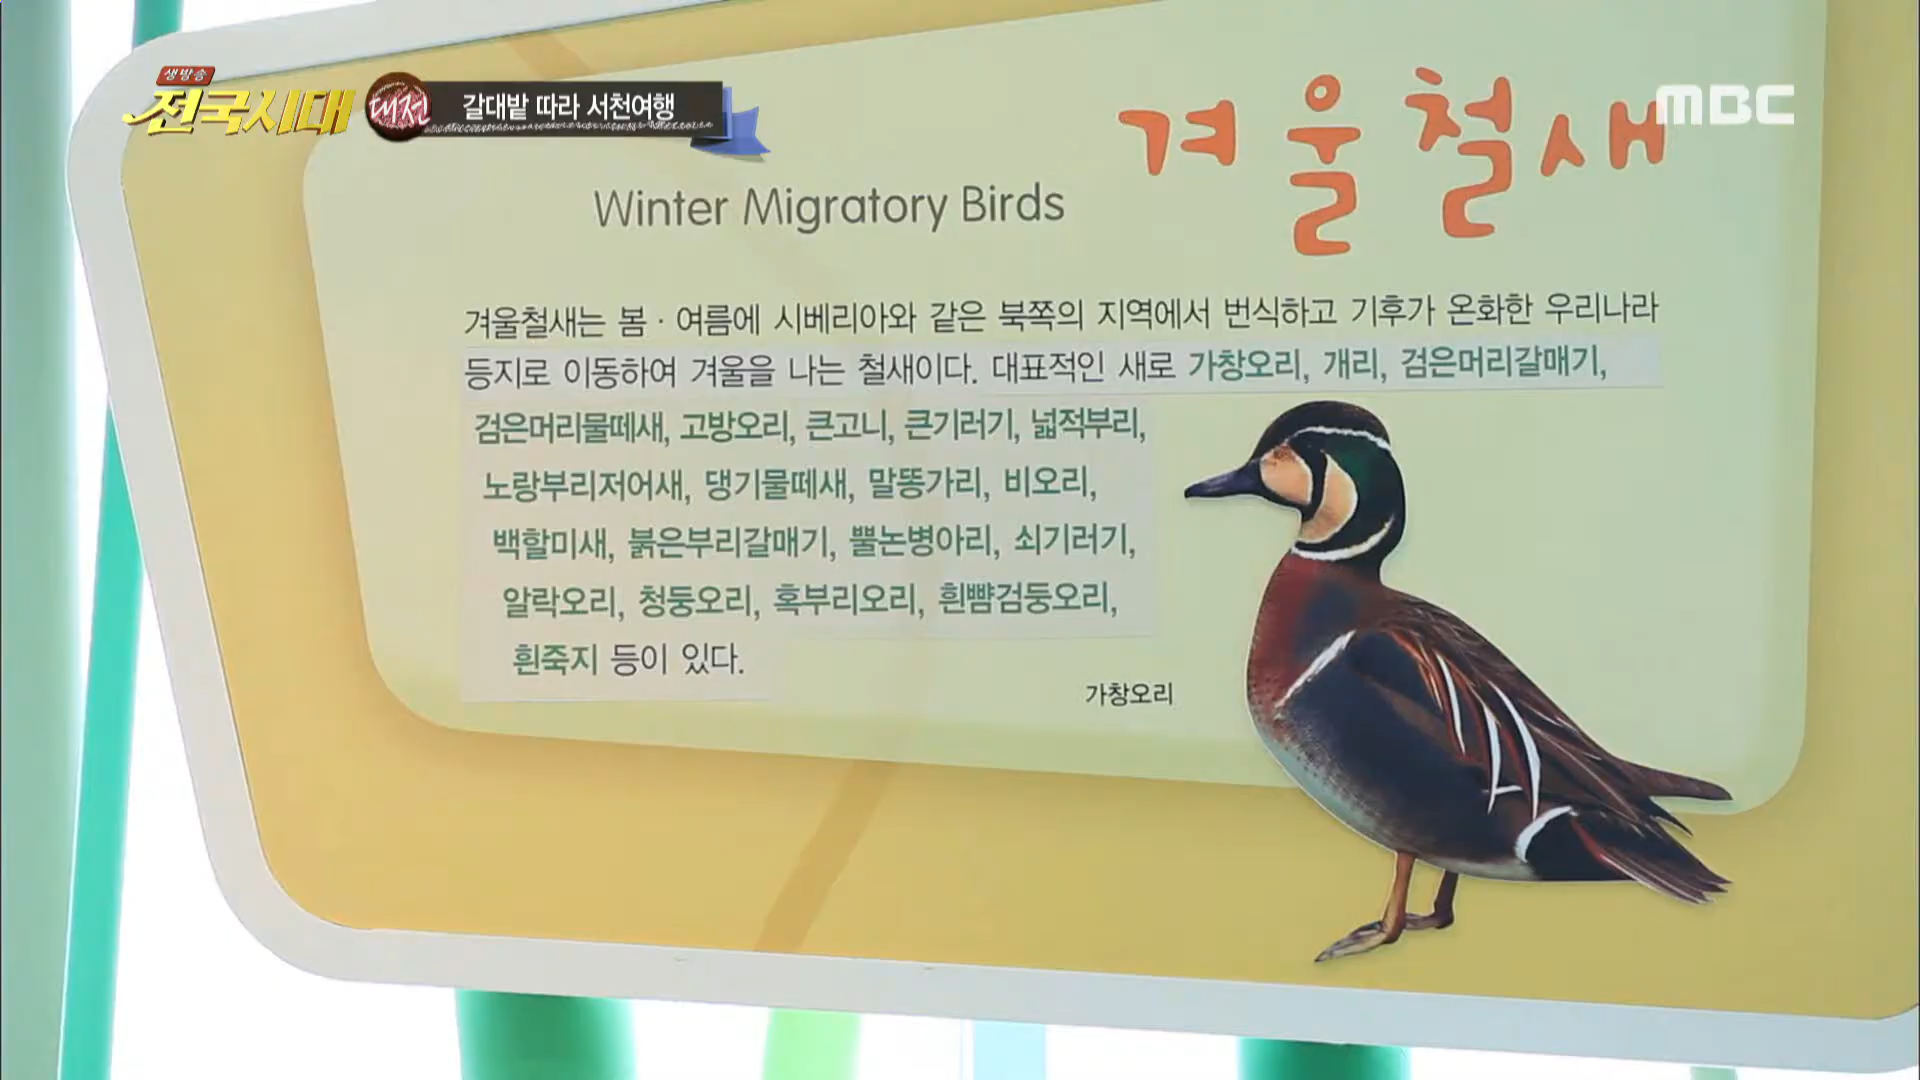 생방송
전국시대 대전 갈대밭 따라 서천여행
MBC
겨울철새
Winter Migratory Birds
겨울철새는 봄 · 여름에 시베리아와 같은 북쪽의 지역에서 번식하고 기후가 온화한 우리나라
등지로 이동하여 겨울을 나는 철새이다. 대표적인 새로 가창오리, 개리, 검은머리갈매기,
검은머리물떼새, 고방오리, 큰고니, 큰기러기, 넓적부리,
노랑부리저어새, 댕기물떼새, 말똥가리, 비오리,
백할미새, 붉은부리갈매기, 뿔논병아리, 쇠기러기,
알락오리, 청둥오리, 혹부리오리, 흰뺨검둥오리,
흰죽지 등이 있다.
가창오리